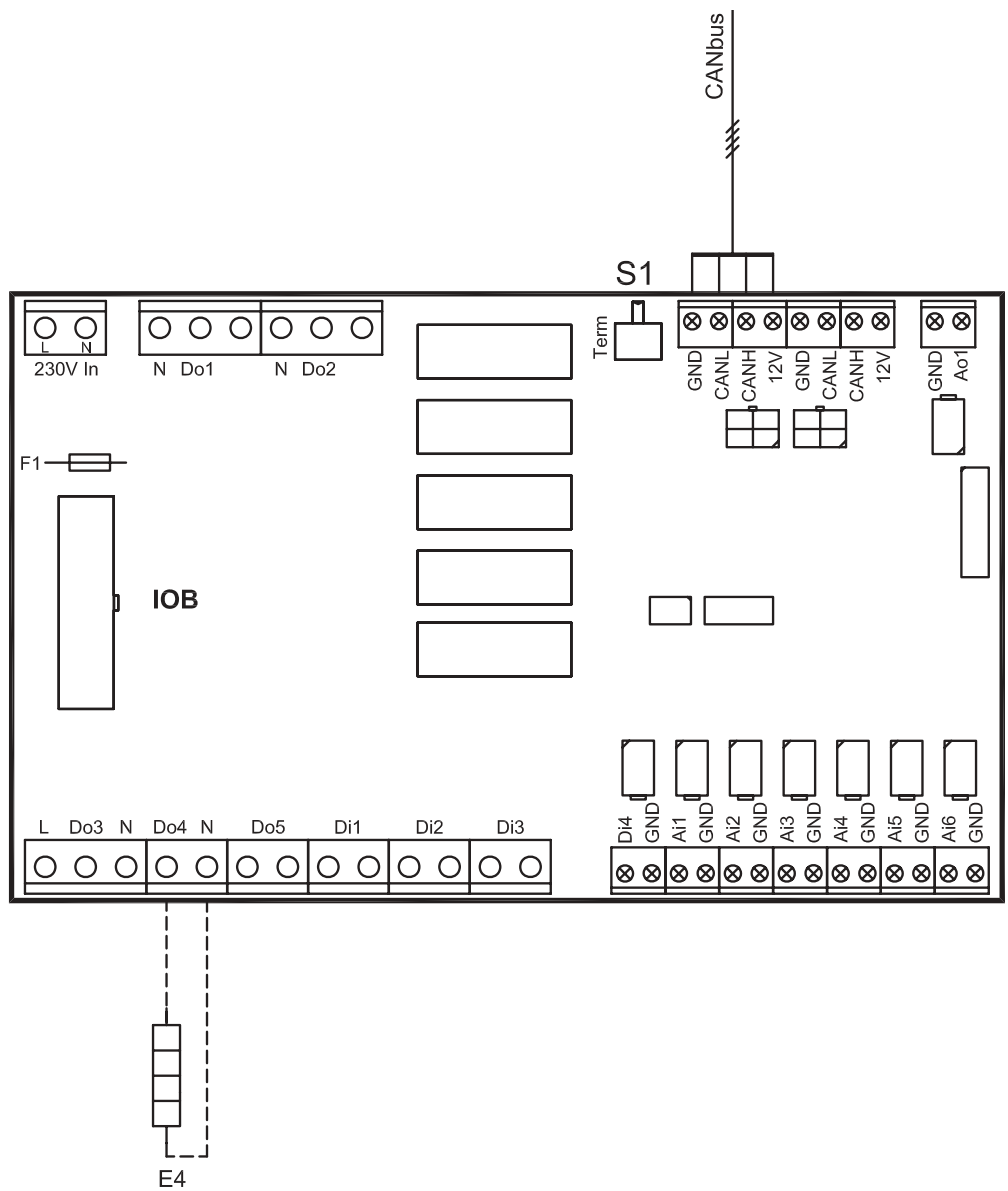 CANbus
S1
Term
L N
230V In
N Do1 N Do2
GND CANL CANH 12V GND CANL CANH 12V
GND Ao1
F1
IOB
L Do3 N Do4 N Do5 Di1 Di2 Di3
Di4 GND Ai1 GND Ai2 GND Ai3 GND Ai4 GND Ai5 GND Ai6 GND
E4